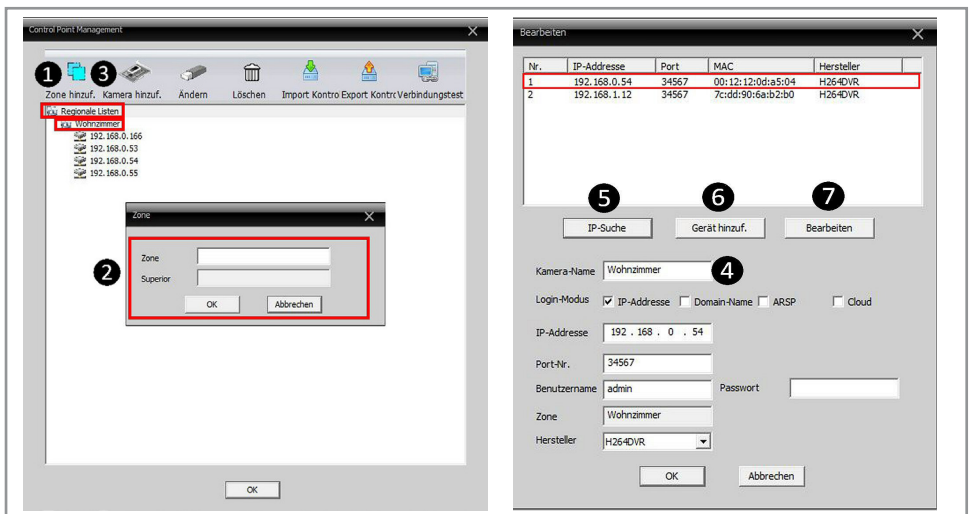 Control Point Management
1 3
Zone hinzuf. Kamera hinzuf. Ändern Löschen Import Kontro Export Kontrc Verbindungstest
Regionale Listen
Wohnzimmer
192.168.0.166
192.168.0.53
192.168.0.54
192.168.0.55
Zone
2
Zone
Superior
OK Abbrechen
OK
Bearbeiten
Nr. IP-Addresse Port MAC Hersteller
1 192.168.0.54 34567 00:12:12:0d:a5:04 H264DVR
2 192.168.1.12 34567 7c:dd:90:6a:b2:b0 H264DVR
5 6 7
IP-Suche Gerät hinzuf. Bearbeiten
Kamera-Name Wohnzimmer 4
Login-Modus IP-Addresse Domain-Name ARSP Cloud
IP-Addresse 192 . 168 . 0 . 54
Port-Nr. 34567
Benutzername admin Passwort
Zone Wohnzimmer
Hersteller H264DVR
OK Abbrechen